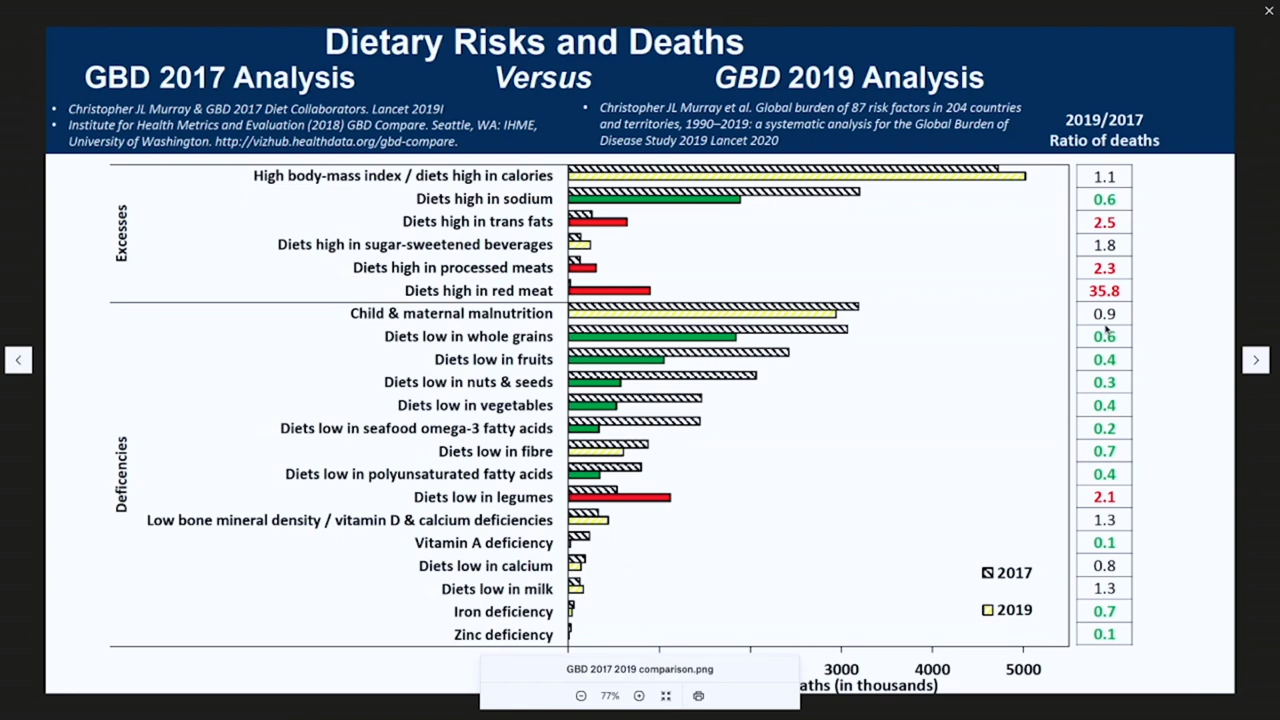 Dietary Risks and Deaths
GBD 2017 Analysis Versus GBD 2019 Analysis
• Christopher JL Murray & GBD 2017 Diet Collaborators. Lancet 2019I
• Institute for Health Metrics and Evaluation (2018) GBD Compare. Seattle, WA: IHME,
University of Washington. http://vizhub.healthdata.org/gbd-compare.
• Christopher JL Murray et al. Global burden of 87 risk factors in 204 countries
and territories, 1990–2019: a systematic analysis for the Global Burden of
Disease Study 2019 Lancet 2020
2019/2017
Ratio of deaths
Excesses
High body-mass index / diets high in calories 1.1
Diets high in sodium 0.6
Diets high in trans fats 2.5
Diets high in sugar-sweetened beverages 1.8
Diets high in processed meats 2.3
Diets high in red meat 35.8
Deficencies
Child & maternal malnutrition 0.9
Diets low in whole grains 0.6
Diets low in fruits 0.4
Diets low in nuts & seeds 0.3
Diets low in vegetables 0.4
Diets low in seafood omega-3 fatty acids 0.2
Diets low in fibre 0.7
Diets low in polyunsaturated fatty acids 0.4
Diets low in legumes 2.1
Low bone mineral density / vitamin D & calcium deficiencies 1.3
Vitamin A deficiency 0.1
Diets low in calcium 0.8
Diets low in milk 1.3
Iron deficiency 0.7
Zinc deficiency 0.1
2017
2019
3000 4000 5000
aths (in thousands)
GBD 2017 2019 comparison.png
77%